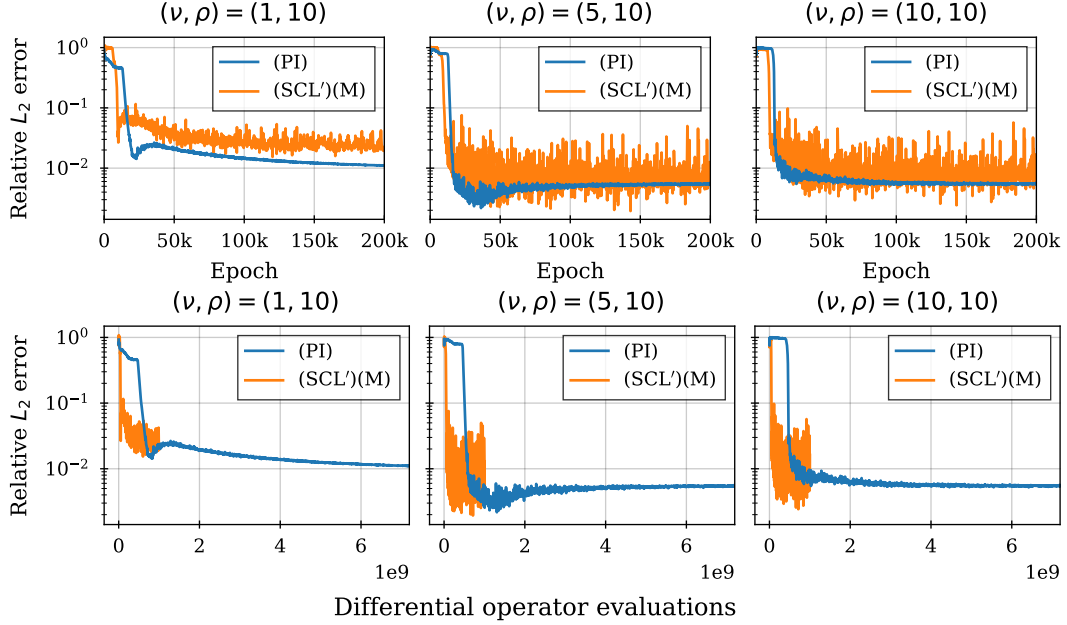 (ν, ρ) = (1, 10)
(ν, ρ) = (5, 10)
(ν, ρ) = (10, 10)
Relative L₂ error
10⁰
10⁻¹
10⁻²
(PI)
(SCL′)(M)
(PI)
(SCL′)(M)
(PI)
(SCL′)(M)
0 50k 100k 150k 200k
0 50k 100k 150k 200k
0 50k 100k 150k 200k
Epoch
Epoch
Epoch
(ν, ρ) = (1, 10)
(ν, ρ) = (5, 10)
(ν, ρ) = (10, 10)
Relative L₂ error
10⁰
10⁻¹
10⁻²
(PI)
(SCL′)(M)
(PI)
(SCL′)(M)
(PI)
(SCL′)(M)
0 2 4 6
0 2 4 6
0 2 4 6
1e9
1e9
1e9
Differential operator evaluations